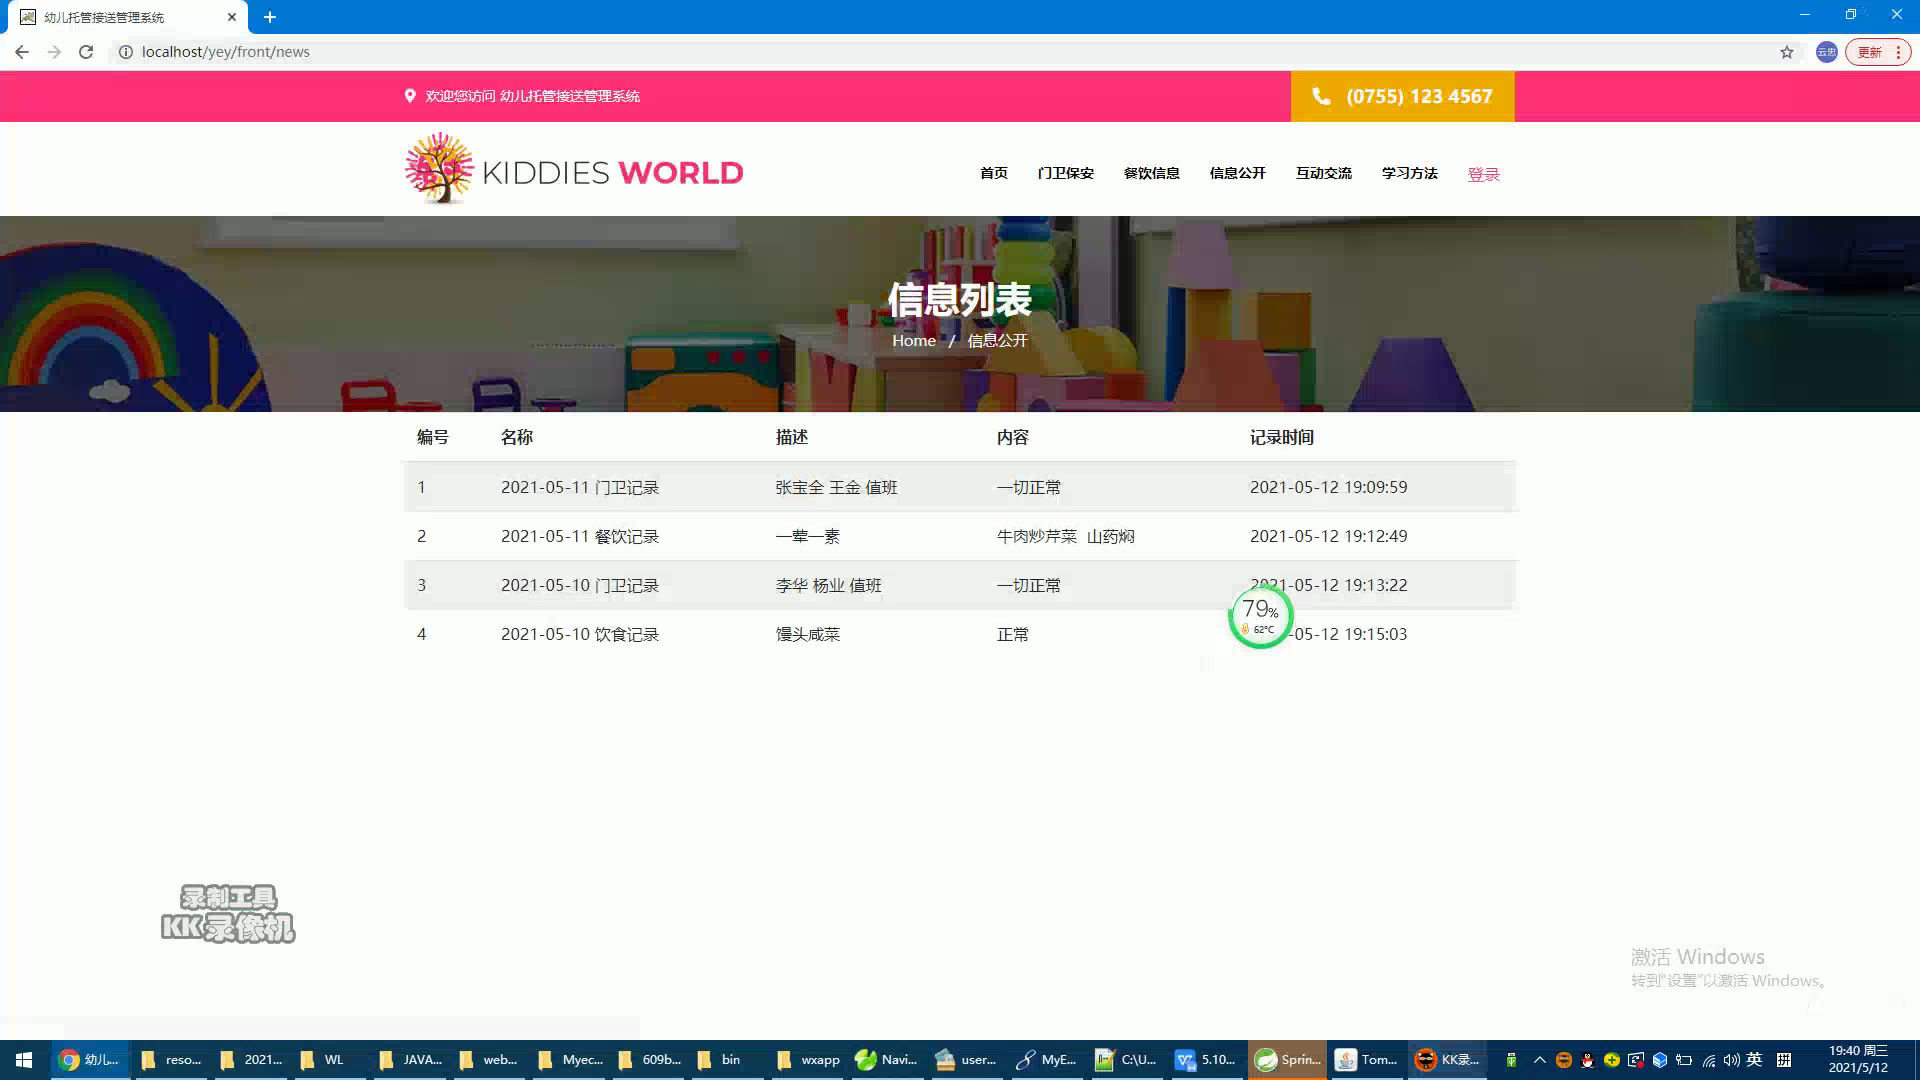 幼儿托管接送管理系统
localhost/yey/front/news
云忠
更新
欢迎您访问 幼儿托管接送管理系统
(0755) 123 4567
KIDDIES WORLD
首页 门卫保安 餐饮信息 信息公开 互动交流 学习方法 登录
信息列表
Home / 信息公开
编号 名称 描述 内容 记录时间
1 2021-05-11 门卫记录 张宝全 王金 值班 一切正常 2021-05-12 19:09:59
2 2021-05-11 餐饮记录 一荤一素 牛肉炒芹菜 山药焖 2021-05-12 19:12:49
3 2021-05-10 门卫记录 李华 杨业 值班 一切正常 2021-05-12 19:13:22
4 2021-05-10 饮食记录 馒头咸菜 正常 -05-12 19:15:03
79%
62°C
录制工具
KK录像机
激活 Windows
转到"设置"以激活 Windows。
幼儿... reso... 2021... WL JAVA... web... Myec... 609b... bin wxapp Navi... user... MyE... C:\U... 5.10... Sprin... Tom... KK录... 英 拼
19:40 周三
2021/5/12